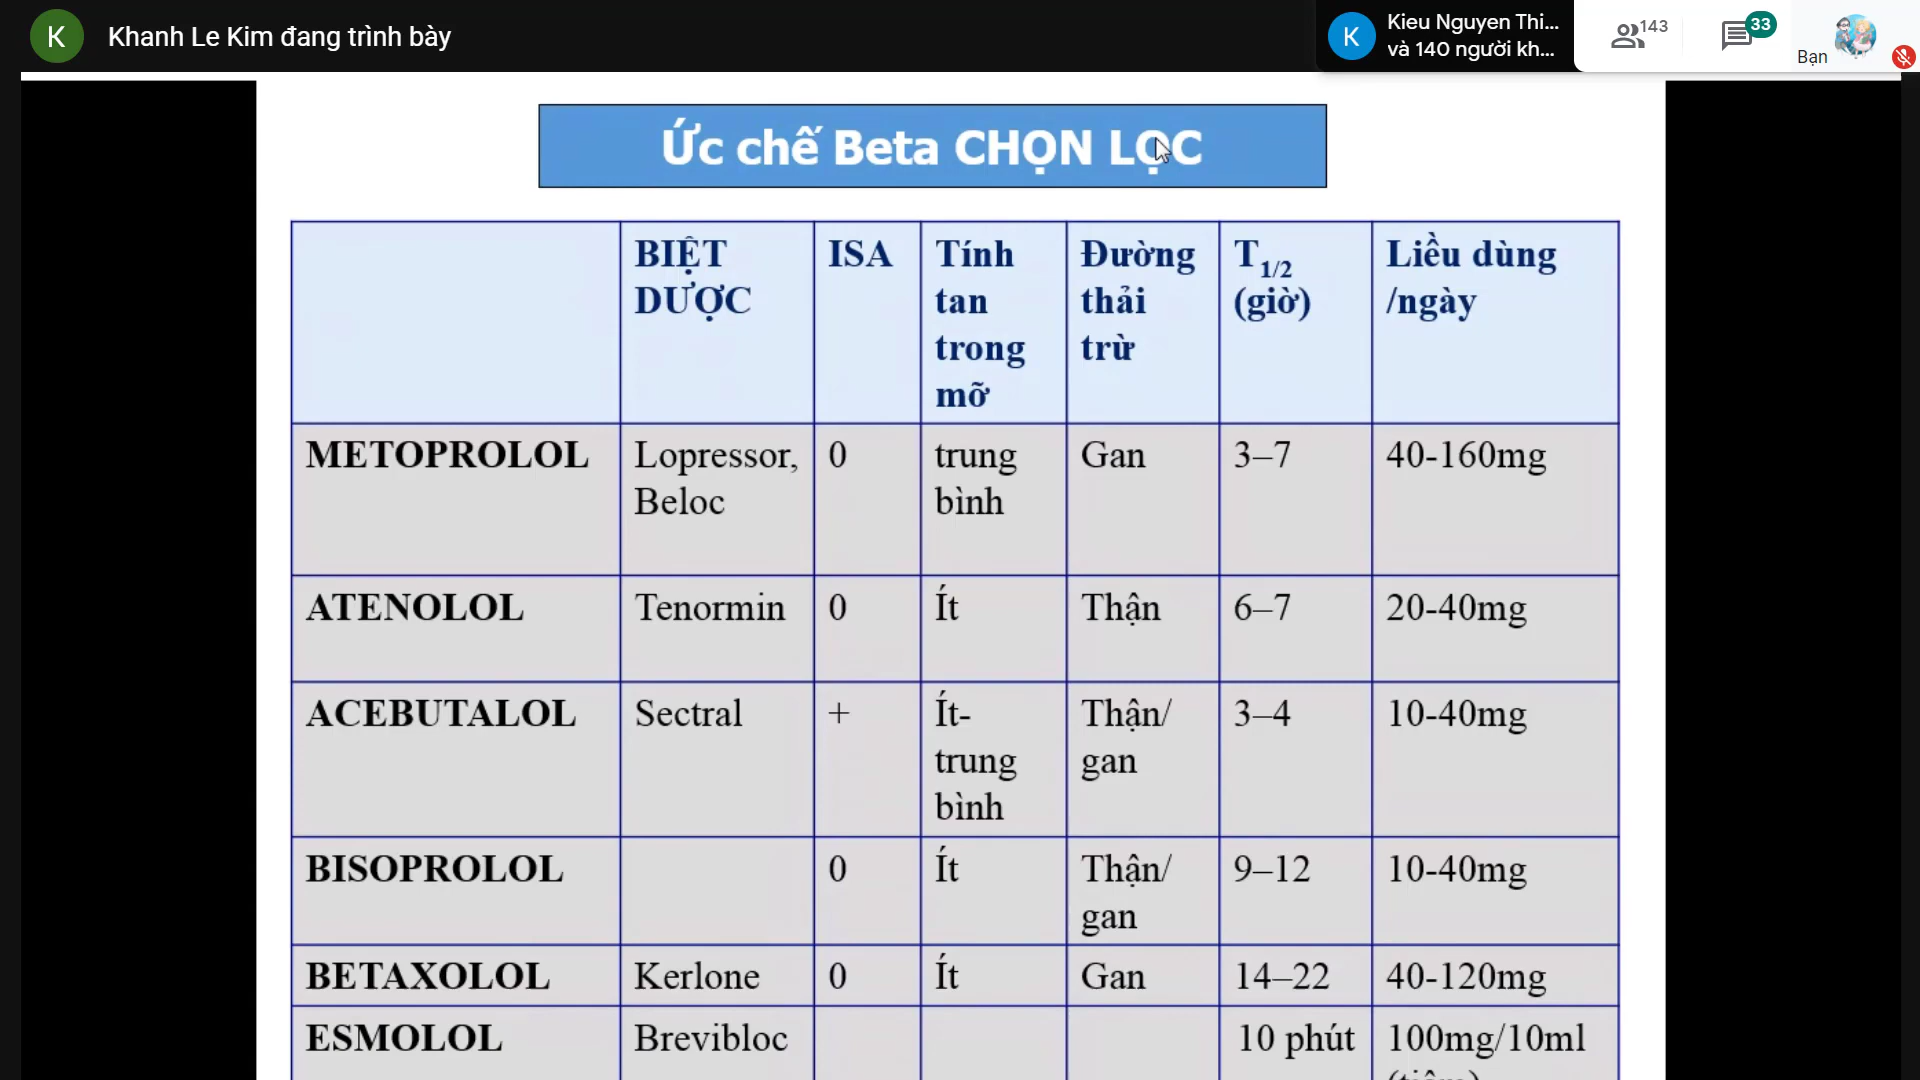 K
Khanh Le Kim đang trình bày
K
Kieu Nguyen Thi...
và 140 người kh...
143
33
Bạn
Ức chế Beta CHỌN LỌC
BIỆT DƯỢC
ISA
Tính tan trong mỡ
Đường thải trừ
T1/2 (giờ)
Liều dùng /ngày
METOPROLOL
Lopressor, Beloc
0
trung bình
Gan
3–7
40-160mg
ATENOLOL
Tenormin
0
Ít
Thận
6–7
20-40mg
ACEBUTALOL
Sectral
+
Ít- trung bình
Thận/ gan
3–4
10-40mg
BISOPROLOL
0
Ít
Thận/ gan
9–12
10-40mg
BETAXOLOL
Kerlone
0
Ít
Gan
14–22
40-120mg
ESMOLOL
Brevibloc
10 phút
100mg/10ml